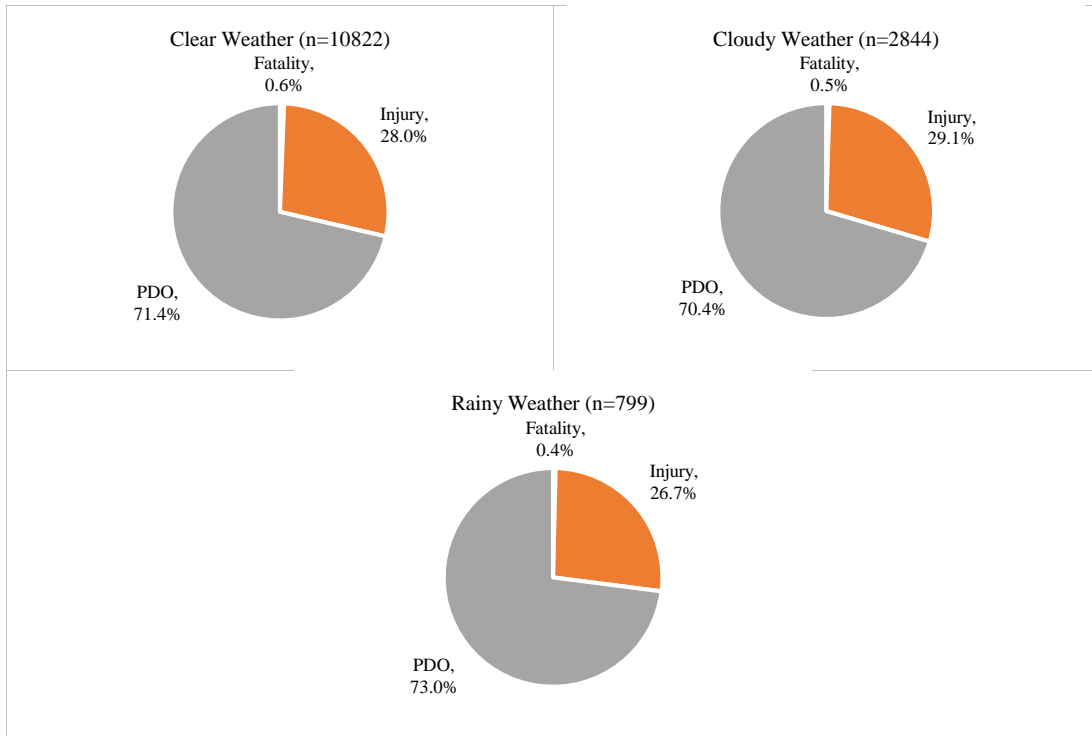 Clear Weather (n=10822)
Fatality,
0.6%
Injury,
28.0%
PDO,
71.4%
Cloudy Weather (n=2844)
Fatality,
0.5%
Injury,
29.1%
PDO,
70.4%
Rainy Weather (n=799)
Fatality,
0.4%
Injury,
26.7%
PDO,
73.0%